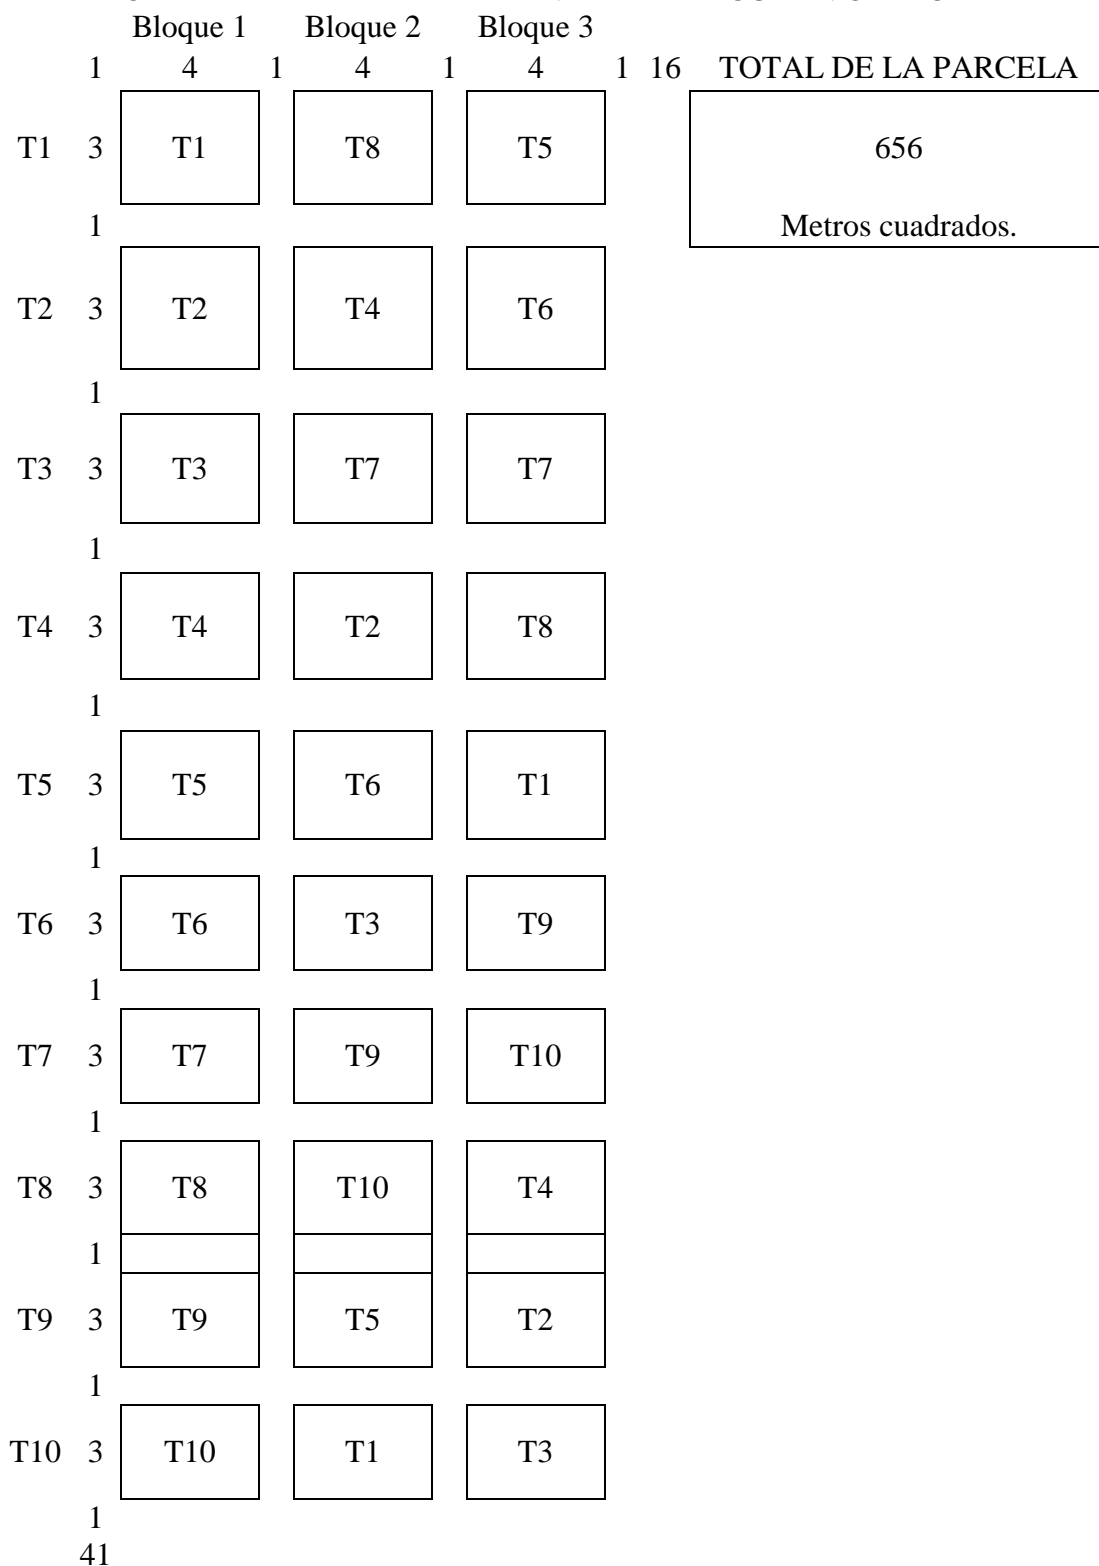 Bloque 1 Bloque 2 Bloque 3
1 4 1 4 1 4 1 16 TOTAL DE LA PARCELA
T1 3 T1 T8 T5 656
1 Metros cuadrados.
T2 3 T2 T4 T6
1
T3 3 T3 T7 T7
1
T4 3 T4 T2 T8
1
T5 3 T5 T6 T1
1
T6 3 T6 T3 T9
1
T7 3 T7 T9 T10
1
T8 3 T8 T10 T4
1
T9 3 T9 T5 T2
1
T10 3 T10 T1 T3
1
41